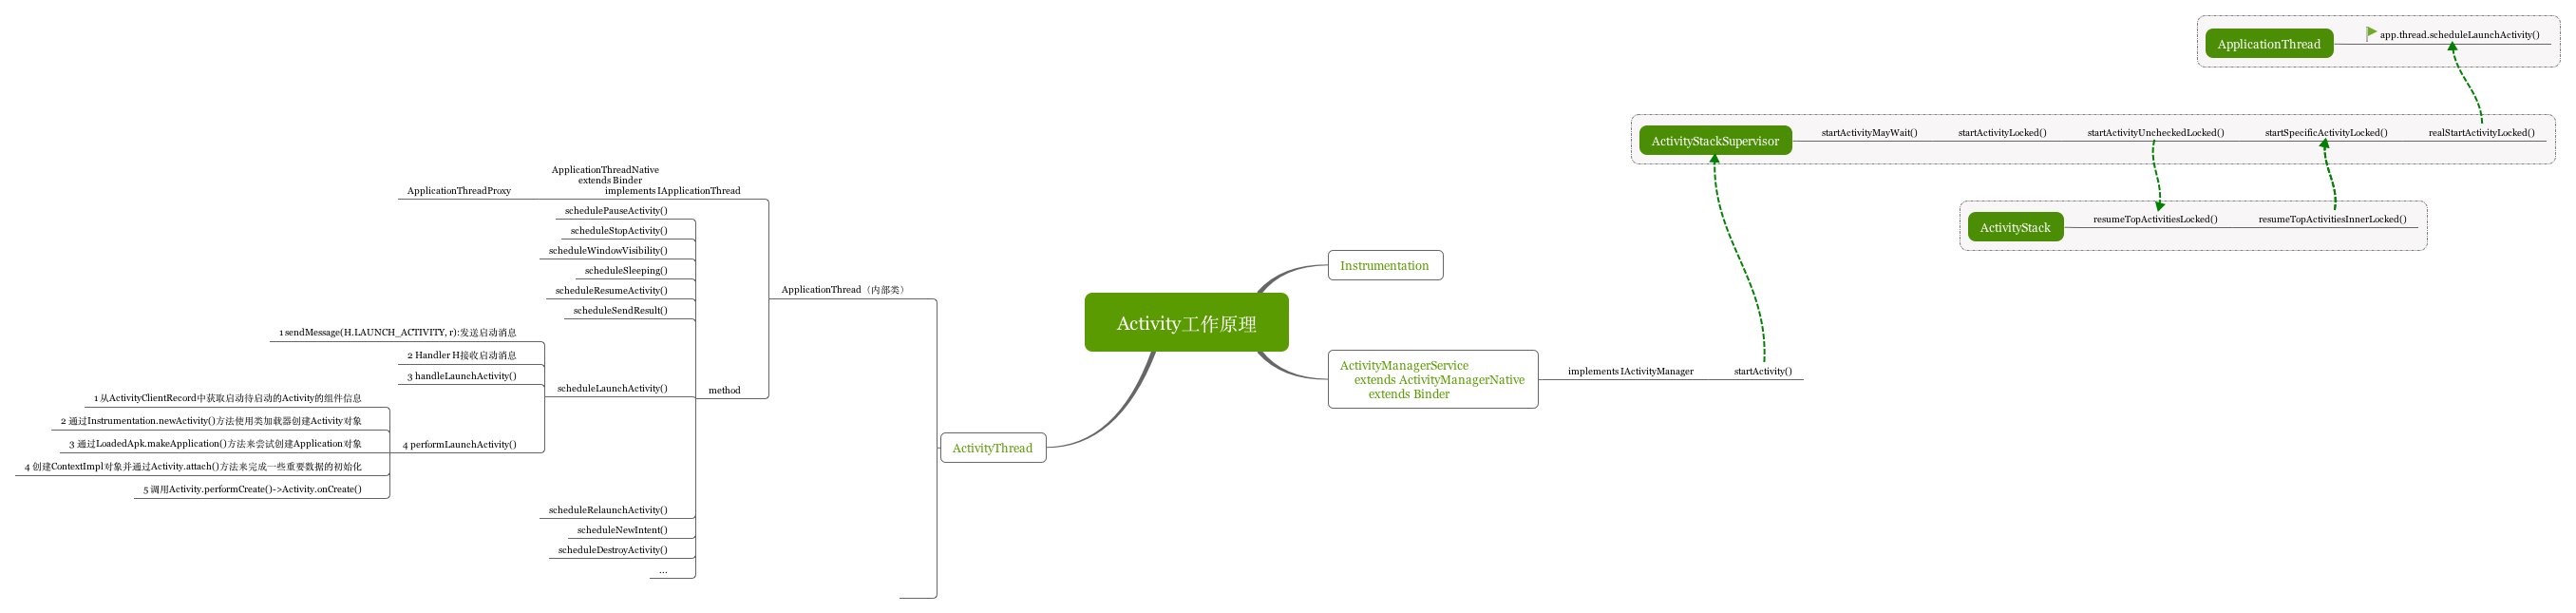 Activity工作原理
Instrumentation
ActivityManagerService
extends ActivityManagerNative
extends Binder
implements IActivityManager
startActivity()
ActivityStackSupervisor
startActivityMayWait()
startActivityLocked()
startActivityUncheckedLocked()
startSpecificActivityLocked()
realStartActivityLocked()
ActivityStack
resumeTopActivitiesLocked()
resumeTopActivitiesInnerLocked()
ApplicationThread
app.thread.scheduleLaunchActivity()
ActivityThread
ApplicationThread（内部类）
ApplicationThreadNative
extends Binder
implements IApplicationThread
ApplicationThreadProxy
method
schedulePauseActivity()
scheduleStopActivity()
scheduleWindowVisibility()
scheduleSleeping()
scheduleResumeActivity()
scheduleSendResult()
scheduleLaunchActivity()
1 sendMessage(H.LAUNCH_ACTIVITY, r):发送启动消息
2 Handler H接收启动消息
3 handleLaunchActivity()
4 performLaunchActivity()
1 从ActivityClientRecord中获取启动待启动的Activity的组件信息
2 通过Instrumentation.newActivity()方法使用类加载器创建Activity对象
3 通过LoadedApk.makeApplication()方法来尝试创建Application对象
4 创建ContextImpl对象并通过Activity.attach()方法来完成一些重要数据的初始化
5 调用Activity.performCreate()->Activity.onCreate()
scheduleRelaunchActivity()
scheduleNewIntent()
scheduleDestroyActivity()
...